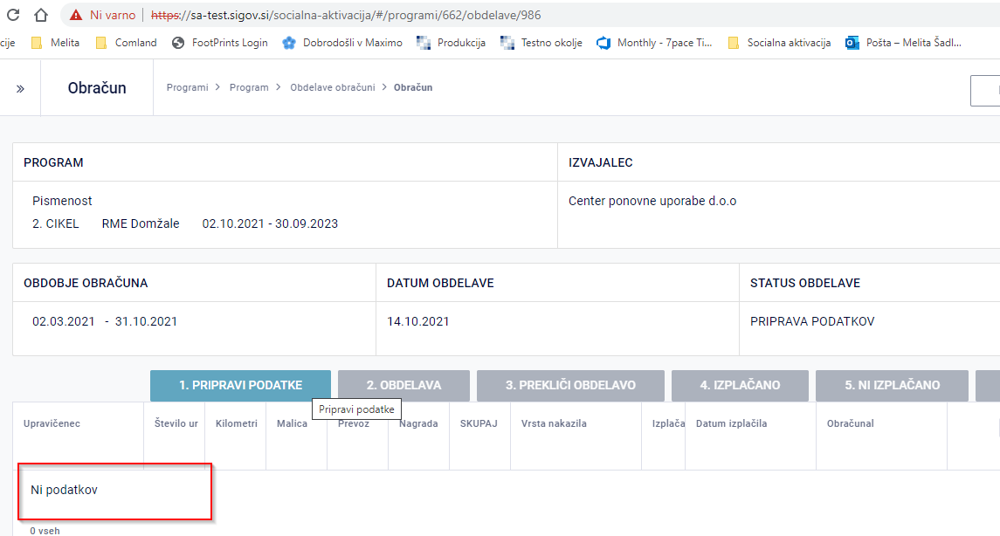 Ni varno https://sa-test.sigov.si/socialna-aktivacija/#/programi/662/obdelave/986
cije Melita Comland FootPrints Login Dobrodošli v Maximo Produkcija Testno okolje Monthly - 7pace Ti... Socialna aktivacija Pošta – Melita Šadl...
» Obračun Programi > Program > Obdelave obračuni > Obračun
PROGRAM IZVAJALEC
Pismenost Center ponovne uporabe d.o.o
2. CIKEL RME Domžale 02.10.2021 - 30.09.2023
OBDOBJE OBRAČUNA DATUM OBDELAVE STATUS OBDELAVE
02.03.2021 - 31.10.2021 14.10.2021 PRIPRAVA PODATKOV
1. PRIPRAVI PODATKE 2. OBDELAVA 3. PREKLIČI OBDELAVO 4. IZPLAČANO 5. NI IZPLAČANO
Pripravi podatke
Upravičenec Število ur Kilometri Malica Prevoz Nagrada SKUPAJ Vrsta nakazila Izplača Datum izplačila Obračunal
Ni podatkov
0 vseh